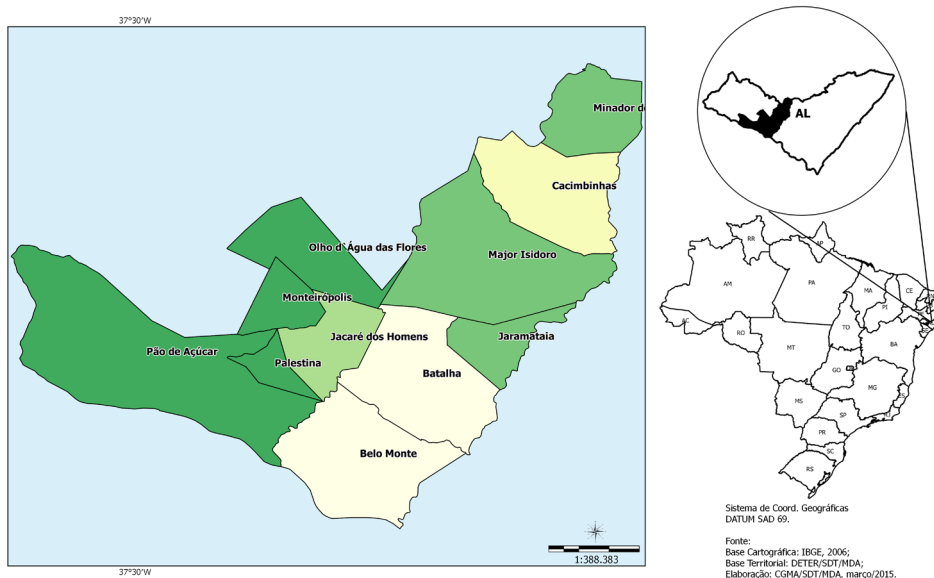 37°30'W
Minador d
Cacimbinhas
Olho d`Água das Flores
Major Isidoro
Monteirópolis
Jacaré dos Homens
Jaramataia
Pão de Açúcar
Palestina
Batalha
Belo Monte
1:388.383
37°30'W
AL
RR
AP
AM
PA
MA
CE
PI
AC
RO
TO
BA
MT
GO
MG
MS
ES
SP
RJ
PR
SC
RS
Sistema de Coord. Geográficas
DATUM SAD 69.
Fonte:
Base Cartográfica: IBGE, 2006;
Base Territorial: DETER/SDT/MDA;
Elaboração: CGMA/SDT/MDA, março/2015.